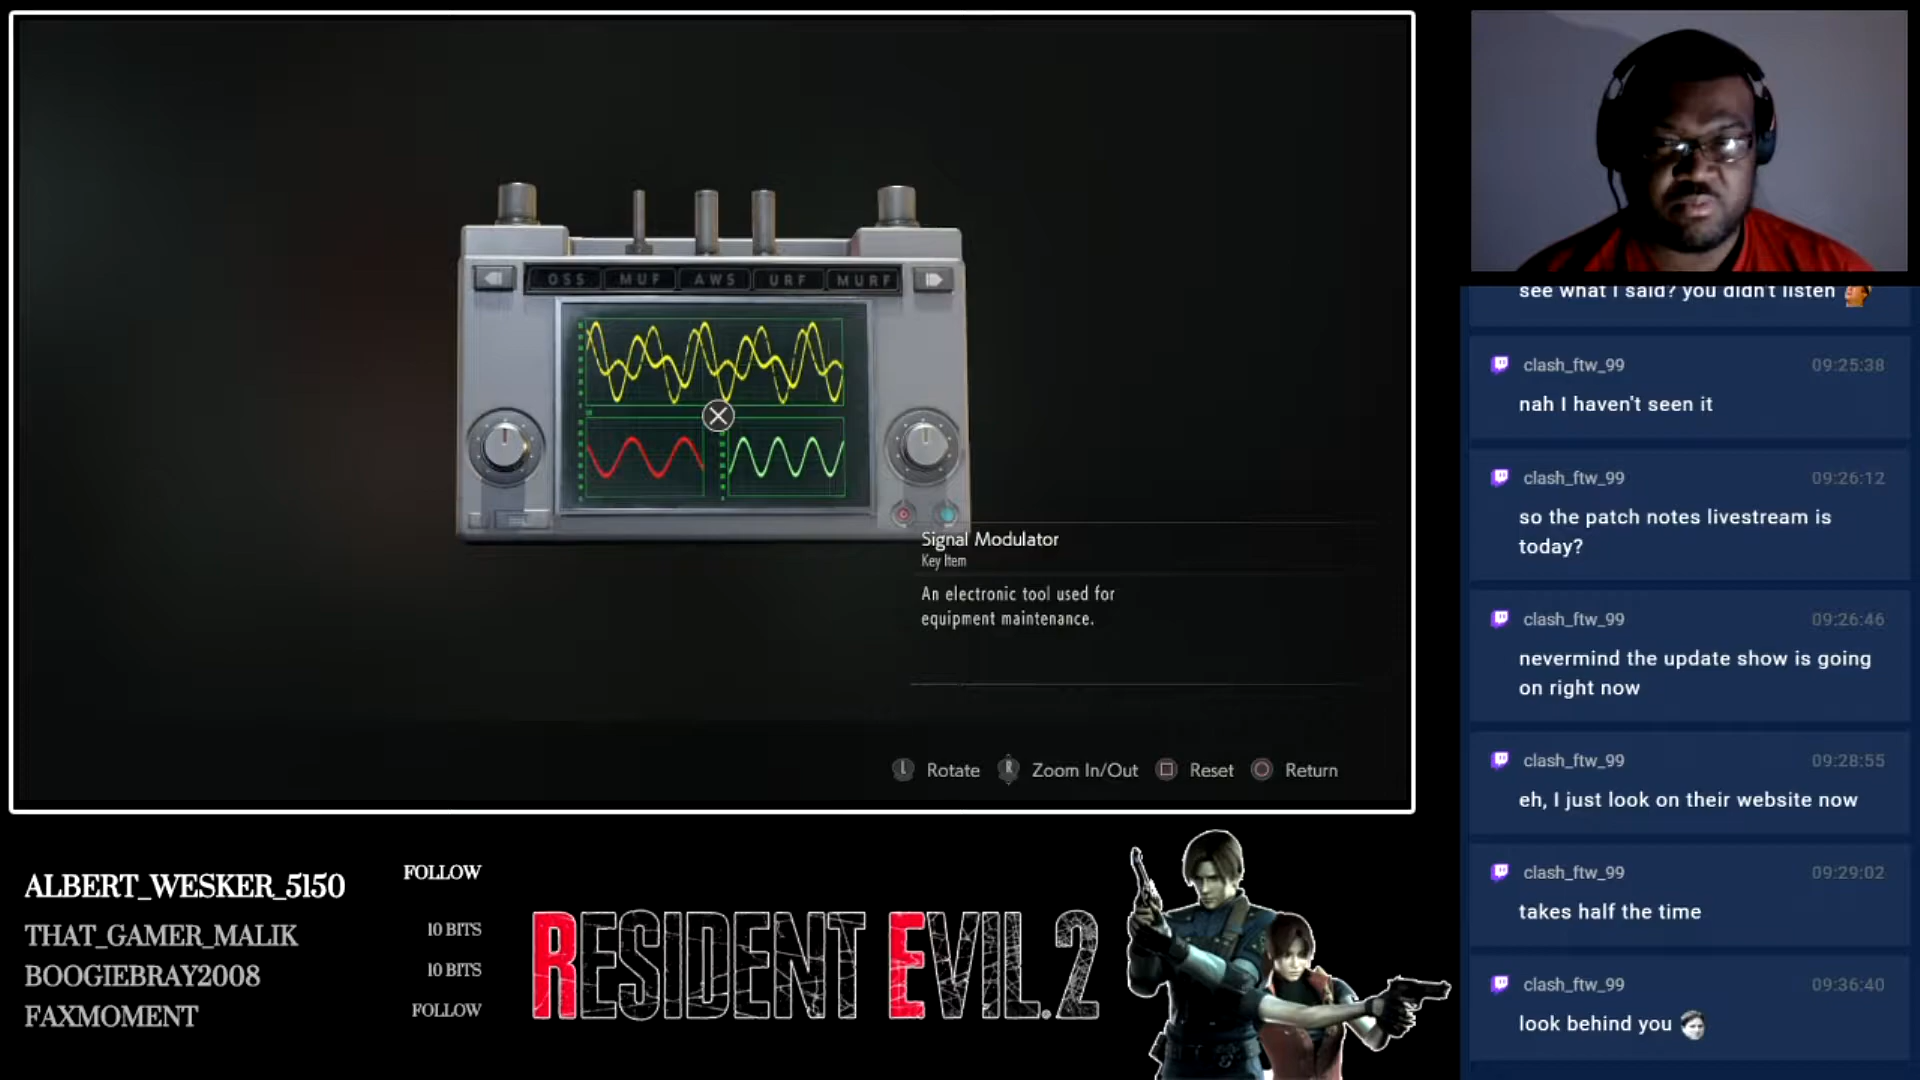 OSS MUF AWS URF MURF
Signal Modulator
Key Item
An electronic tool used for
equipment maintenance.
L Rotate R Zoom In/Out Reset Return
see what I said? you didn't listen
clash_ftw_99 09:25:38
nah I haven't seen it
clash_ftw_99 09:26:12
so the patch notes livestream is
today?
clash_ftw_99 09:26:46
nevermind the update show is going
on right now
clash_ftw_99 09:28:55
eh, I just look on their website now
clash_ftw_99 09:29:02
takes half the time
clash_ftw_99 09:36:40
look behind you
ALBERT_WESKER_5150 FOLLOW
THAT_GAMER_MALIK 10 BITS
BOOGIEBRAY2008 10 BITS
FAXMOMENT FOLLOW
RESIDENT EVIL.2